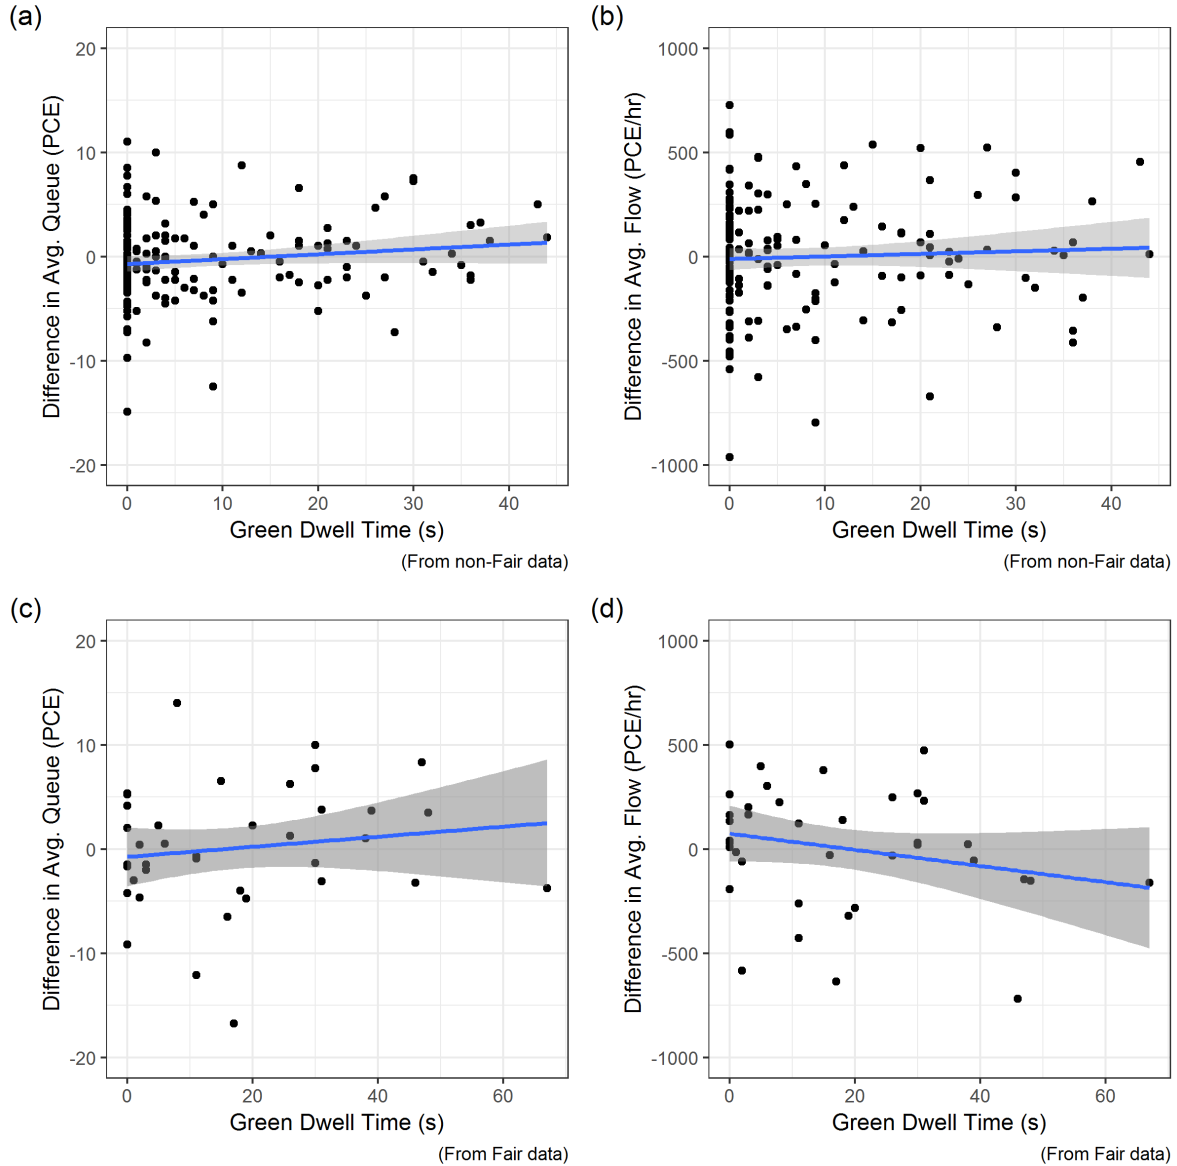 (a)
(b)
20
10
0
-10
-20
Difference in Avg. Queue (PCE)
0 10 20 30 40
Green Dwell Time (s)
(From non-Fair data)
1000
500
0
-500
-1000
Difference in Avg. Flow (PCE/hr)
0 10 20 30 40
Green Dwell Time (s)
(From non-Fair data)
(c)
(d)
20
10
0
-10
-20
Difference in Avg. Queue (PCE)
0 20 40 60
Green Dwell Time (s)
(From Fair data)
1000
500
0
-500
-1000
Difference in Avg. Flow (PCE/hr)
0 20 40 60
Green Dwell Time (s)
(From Fair data)